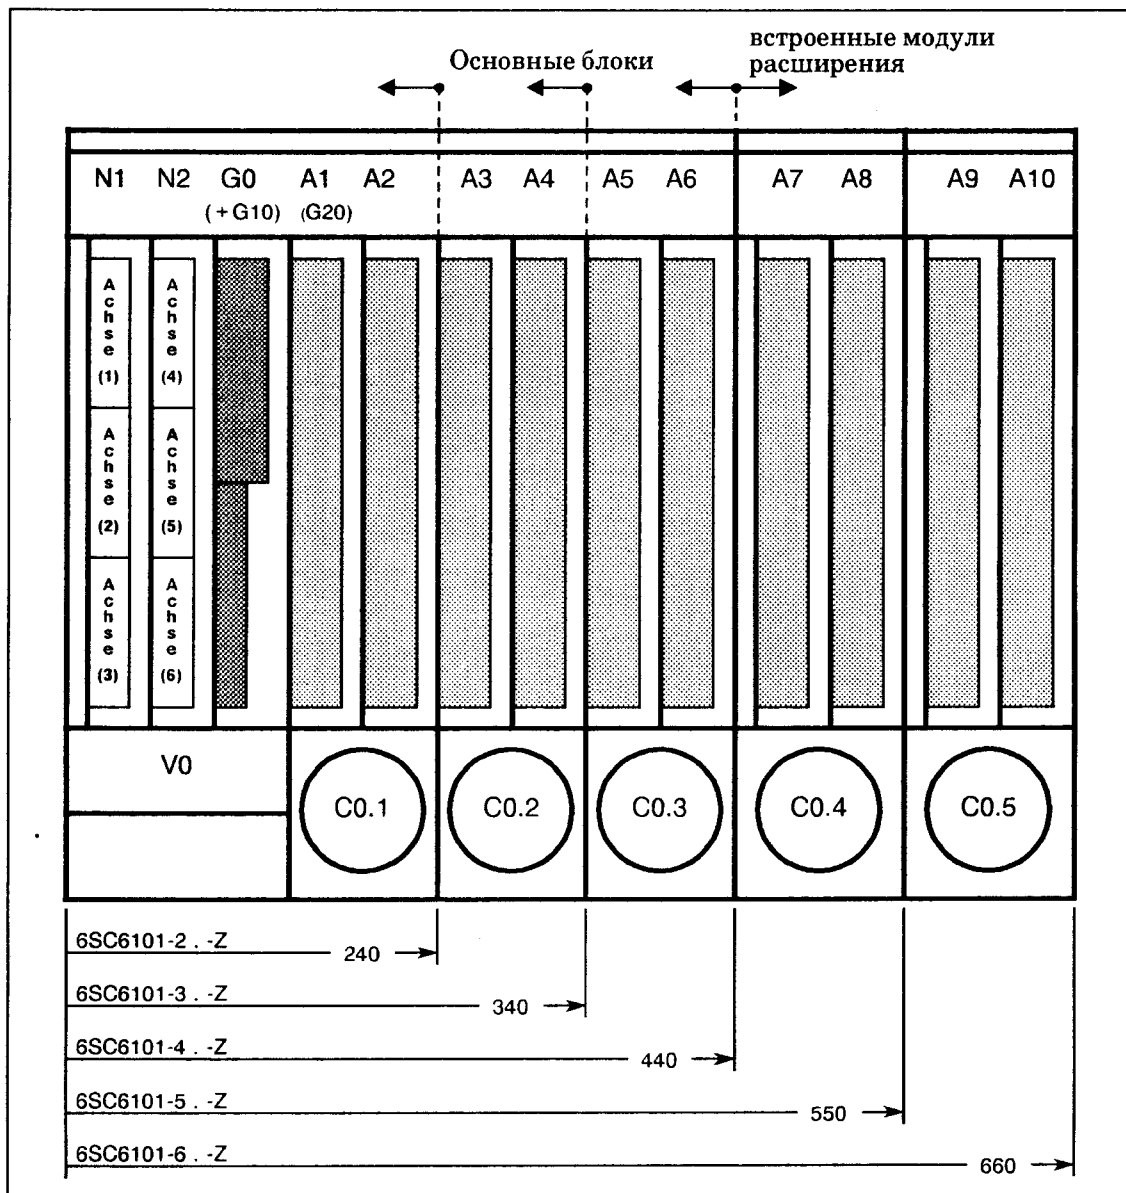 встроенные модули
Основные блоки
расширения
N1 N2 G0 A1 A2 A3 A4 A5 A6 A7 A8 A9 A10
(+G10) (G20)
Achse (1)
Achse (4)
Achse (2)
Achse (5)
Achse (3)
Achse (6)
V0
C0.1 C0.2 C0.3 C0.4 C0.5
6SC6101-2 . -Z
240
6SC6101-3 . -Z
340
6SC6101-4 . -Z
440
6SC6101-5 . -Z
550
6SC6101-6 . -Z
660